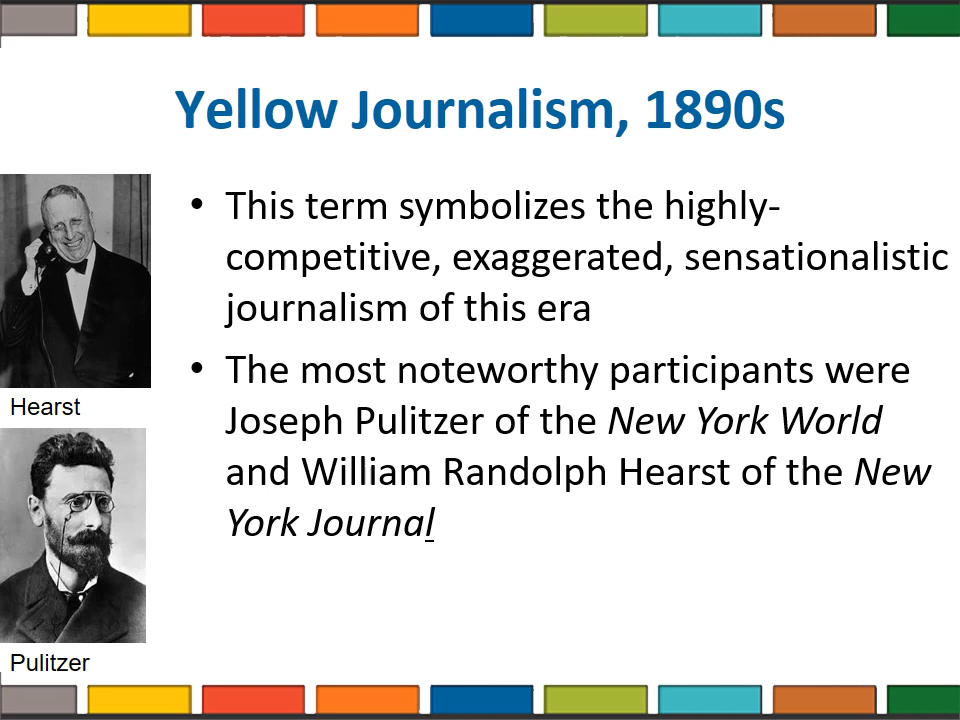 Yellow Journalism, 1890s
• This term symbolizes the highly-
competitive, exaggerated, sensationalistic
journalism of this era
• The most noteworthy participants were
Joseph Pulitzer of the New York World
and William Randolph Hearst of the New
York Journal
Hearst
Pulitzer